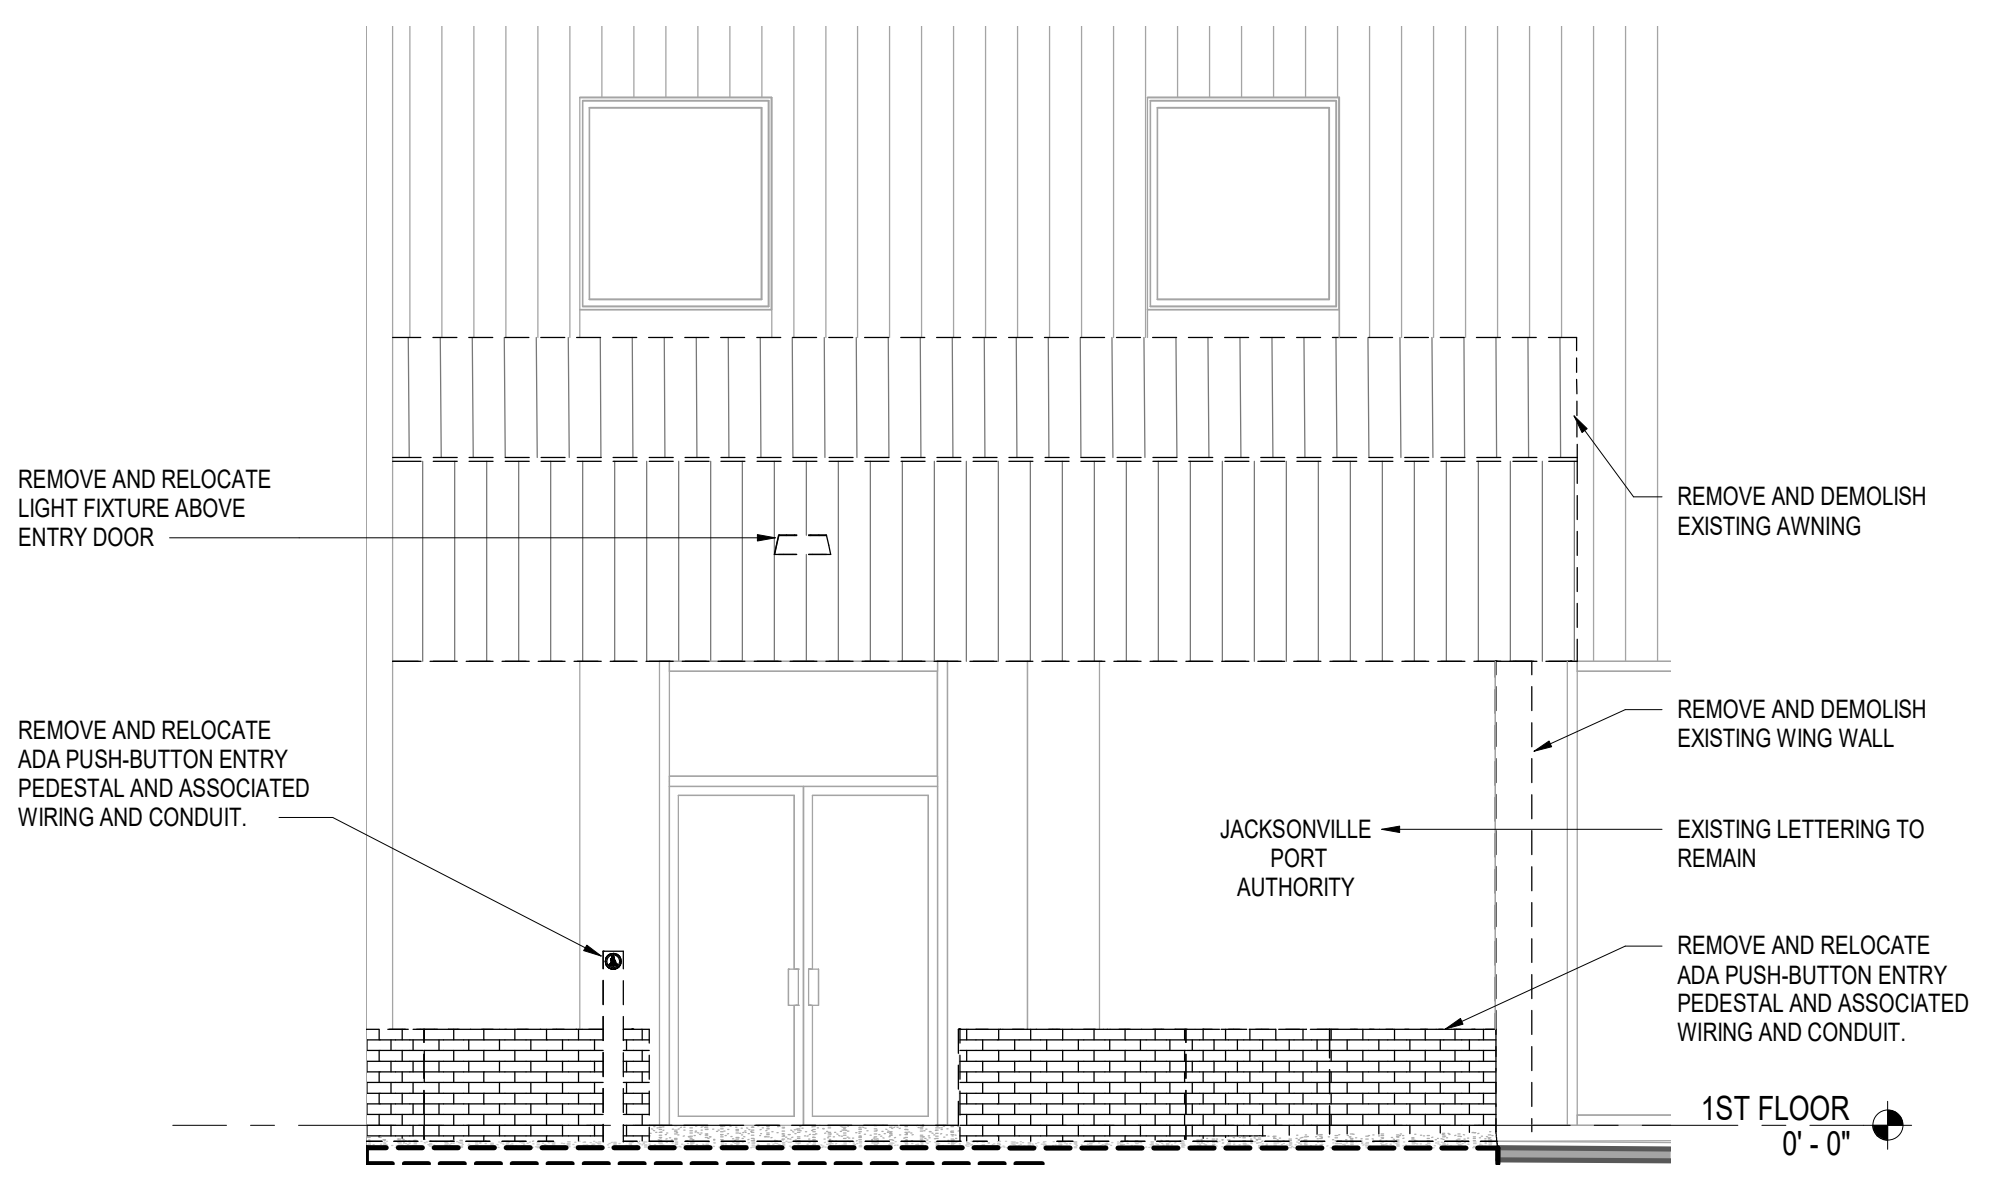 REMOVE AND RELOCATE
LIGHT FIXTURE ABOVE
ENTRY DOOR
REMOVE AND DEMOLISH
EXISTING AWNING
REMOVE AND RELOCATE
ADA PUSH-BUTTON ENTRY
PEDESTAL AND ASSOCIATED
WIRING AND CONDUIT.
REMOVE AND DEMOLISH
EXISTING WING WALL
JACKSONVILLE
PORT
AUTHORITY
EXISTING LETTERING TO
REMAIN
REMOVE AND RELOCATE
ADA PUSH-BUTTON ENTRY
PEDESTAL AND ASSOCIATED
WIRING AND CONDUIT.
1ST FLOOR
0' - 0"